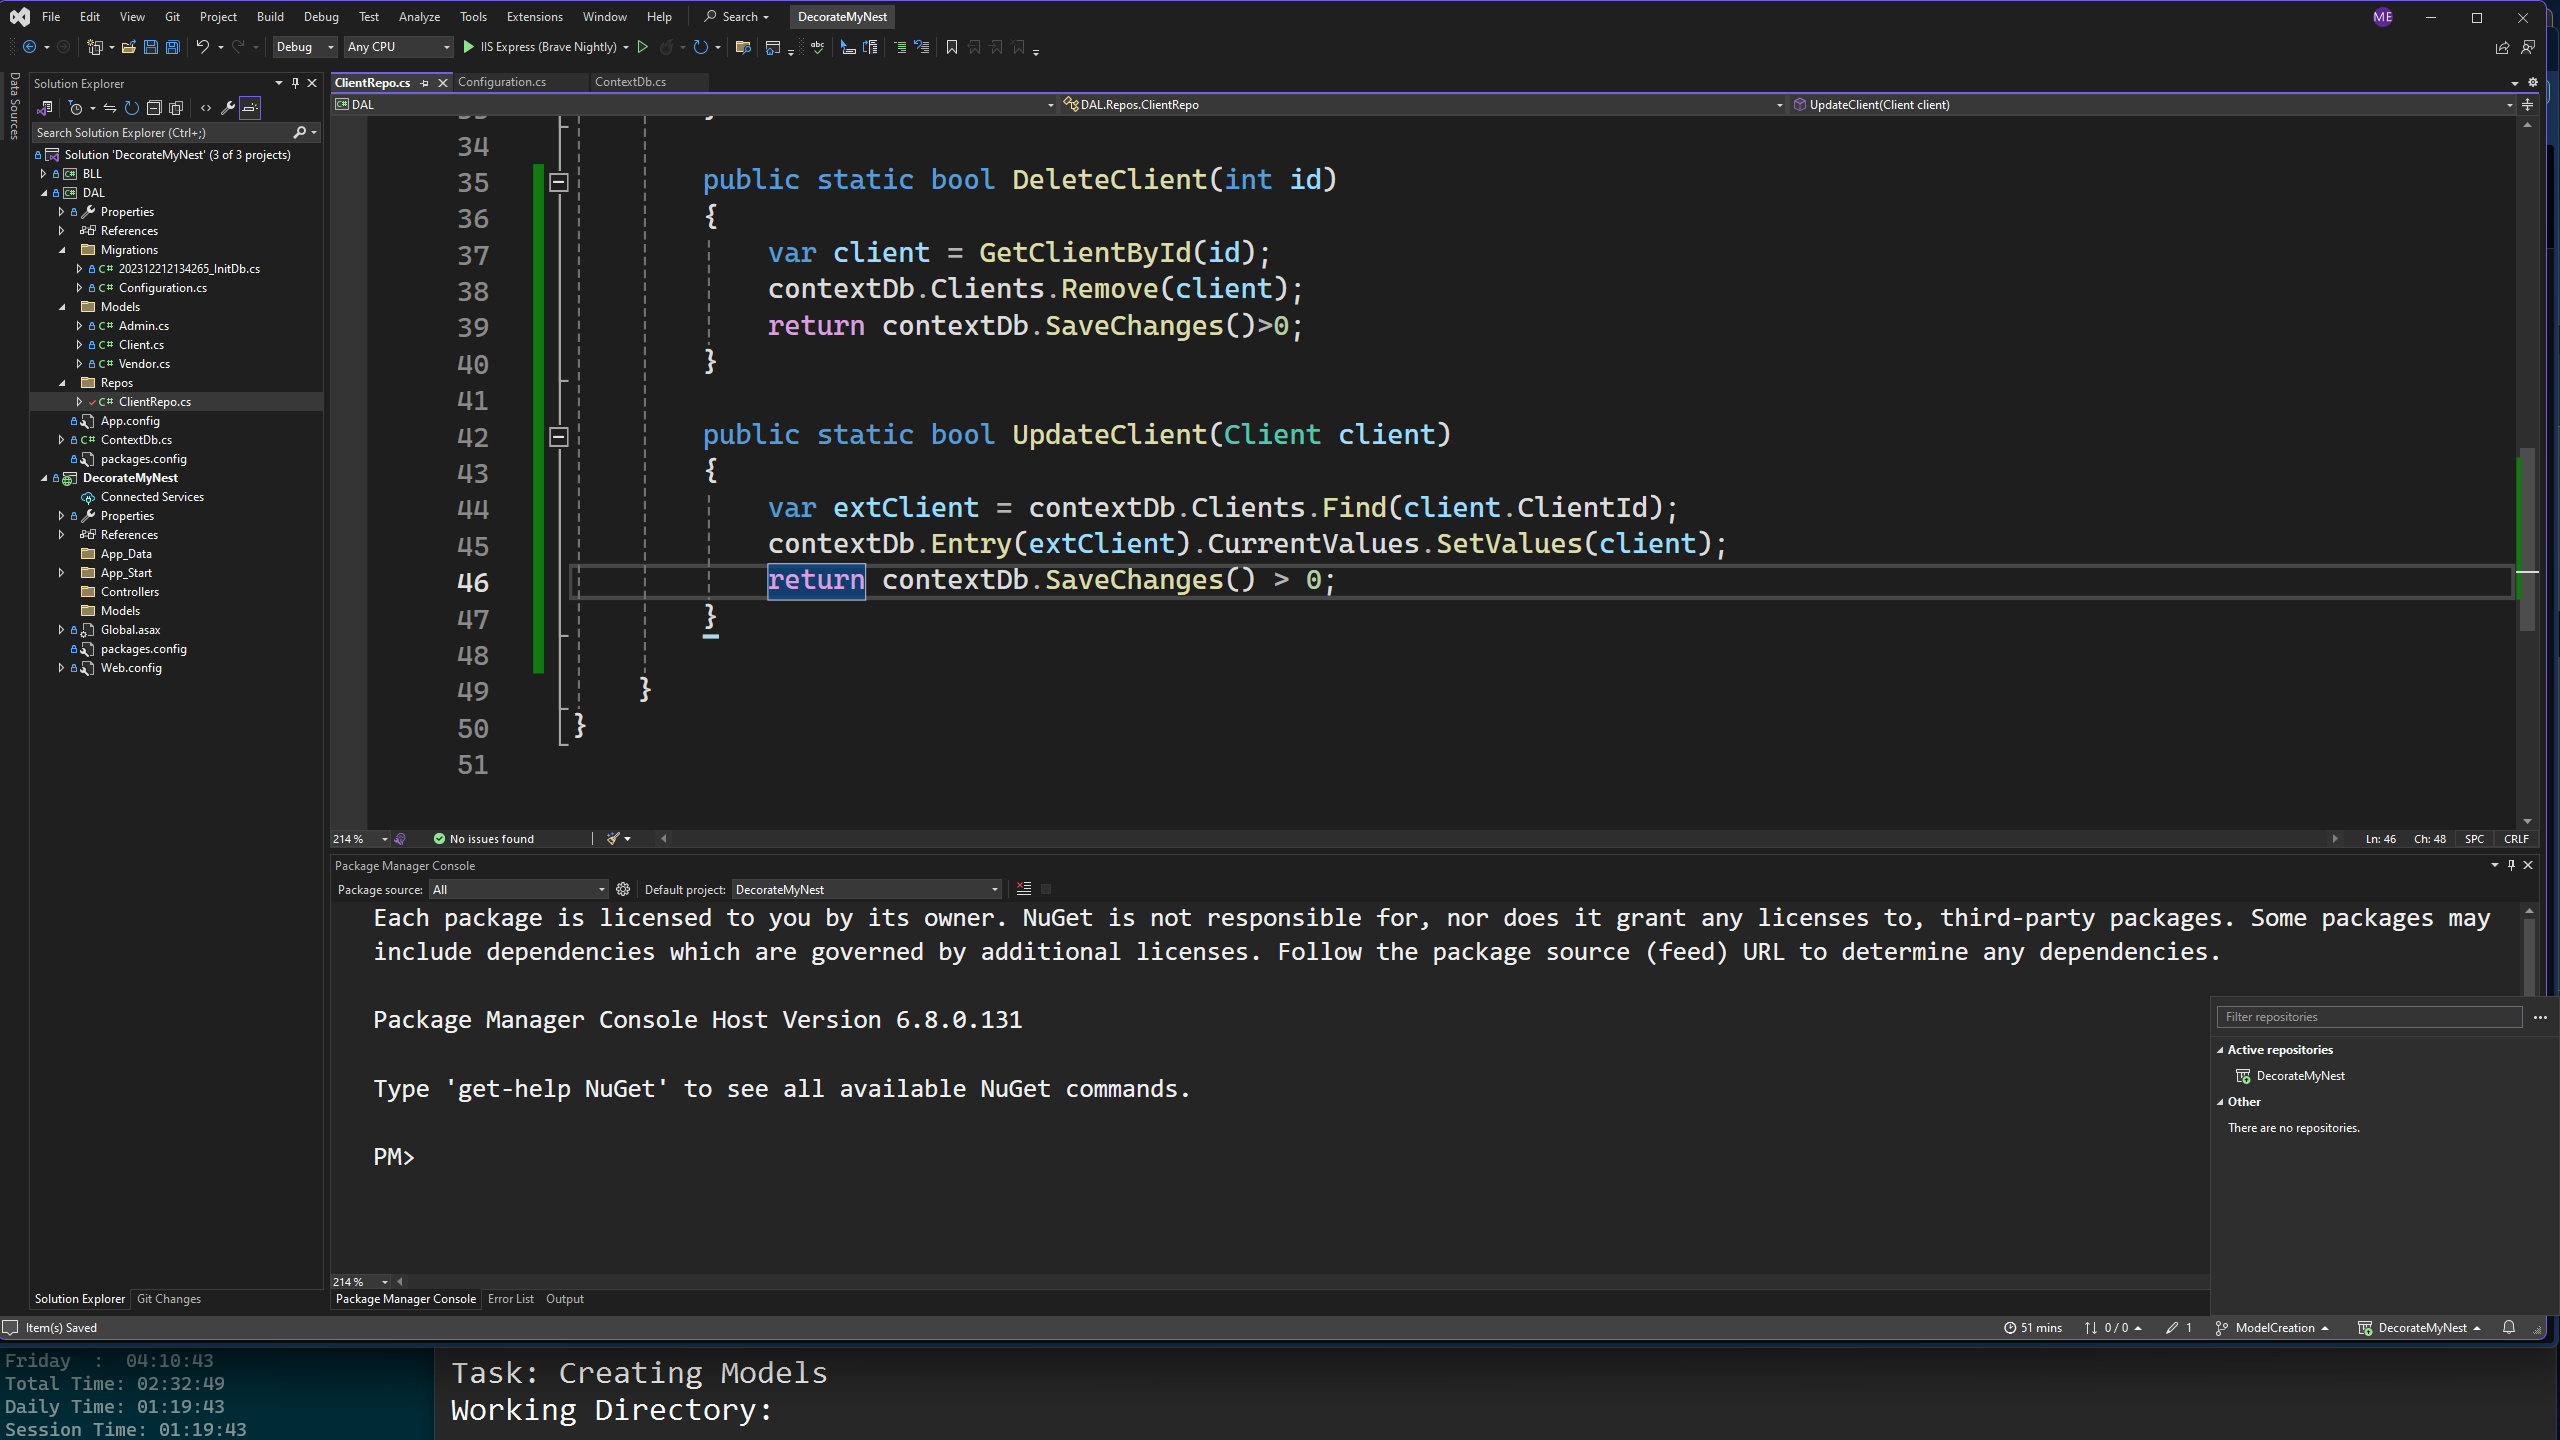 File Edit View Git Project Build Debug Test Analyze Tools Extensions Window Help Search DecorateMyNest ME
Debug Any CPU IIS Express (Brave Nightly)
Data Sources
Solution Explorer
Search Solution Explorer (Ctrl+;)
Solution 'DecorateMyNest' (3 of 3 projects)
BLL
DAL
Properties
References
Migrations
C# 202312212134265_InitDb.cs
C# Configuration.cs
Models
C# Admin.cs
C# Client.cs
C# Vendor.cs
Repos
C# ClientRepo.cs
App.config
C# ContextDb.cs
packages.config
DecorateMyNest
Connected Services
Properties
References
App_Data
App_Start
Controllers
Models
Global.asax
packages.config
Web.config
Solution Explorer Git Changes
ClientRepo.cs Configuration.cs ContextDb.cs
C# DAL DAL.Repos.ClientRepo UpdateClient(Client client)
34
35 public static bool DeleteClient(int id)
36 {
37 var client = GetClientById(id);
38 contextDb.Clients.Remove(client);
39 return contextDb.SaveChanges()>0;
40 }
41
42 public static bool UpdateClient(Client client)
43 {
44 var extClient = contextDb.Clients.Find(client.ClientId);
45 contextDb.Entry(extClient).CurrentValues.SetValues(client);
46 return contextDb.SaveChanges() > 0;
47 }
48
49 }
50 }
51
214 % No issues found Ln: 46 Ch: 48 SPC CRLF
Package Manager Console
Package source: All Default project: DecorateMyNest
Each package is licensed to you by its owner. NuGet is not responsible for, nor does it grant any licenses to, third-party packages. Some packages may
include dependencies which are governed by additional licenses. Follow the package source (feed) URL to determine any dependencies.
Package Manager Console Host Version 6.8.0.131
Type 'get-help NuGet' to see all available NuGet commands.
PM>
214 %
Package Manager Console Error List Output
Filter repositories
Active repositories
DecorateMyNest
Other
There are no repositories.
Item(s) Saved 51 mins 0 / 0 1 ModelCreation DecorateMyNest
Friday : 04:10:43
Total Time: 02:32:49
Daily Time: 01:19:43
Session Time: 01:19:43
Task: Creating Models
Working Directory: